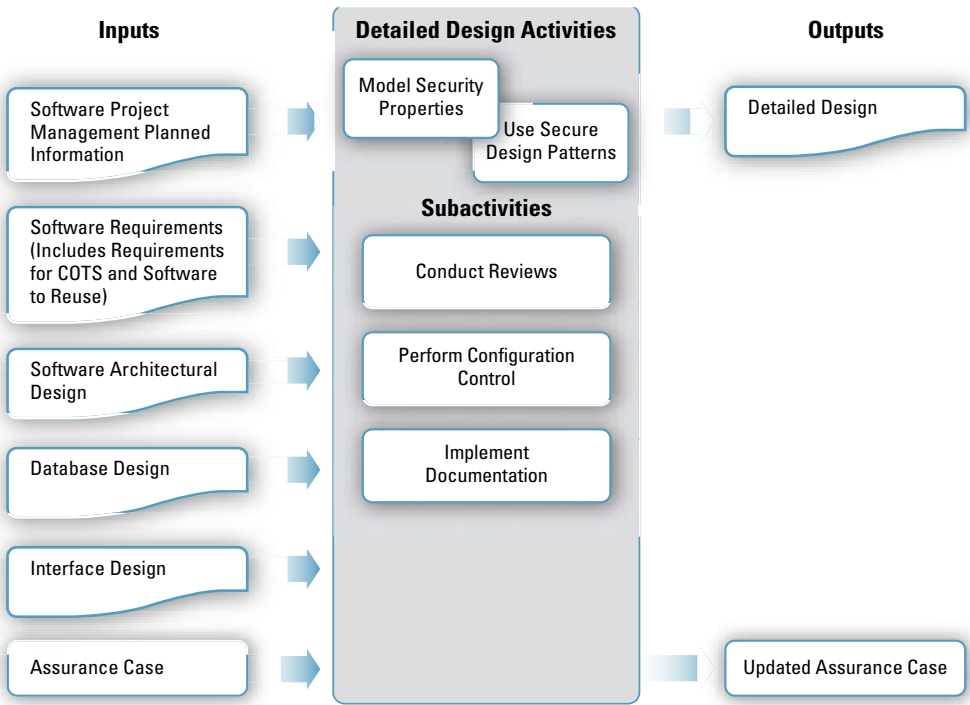 Inputs
Software Project
Management Planned
Information
Software Requirements
(Includes Requirements
for COTS and Software
to Reuse)
Software Architectural
Design
Database Design
Interface Design
Assurance Case
Detailed Design Activities
Model Security
Properties
Use Secure
Design Patterns
Subactivities
Conduct Reviews
Perform Configuration
Control
Implement
Documentation
Outputs
Detailed Design
Updated Assurance Case